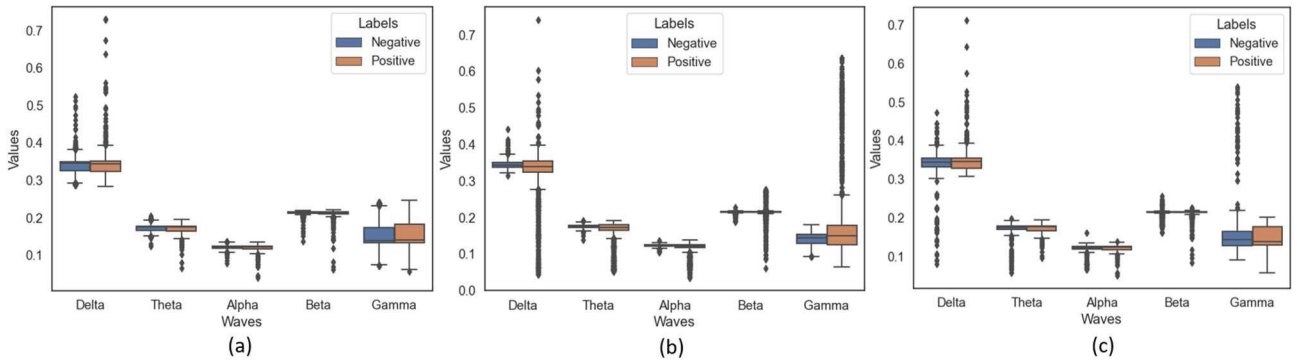 Labels
Negative
Positive
0.7
0.6
0.5
0.4
0.3
0.2
0.1
Values
Delta
Theta
Alpha
Beta
Gamma
Waves
(a)
Labels
Negative
Positive
0.7
0.6
0.5
0.4
0.3
0.2
0.1
0.0
Values
Delta
Theta
Alpha
Beta
Gamma
Waves
(b)
Labels
Negative
Positive
0.7
0.6
0.5
0.4
0.3
0.2
0.1
Values
Delta
Theta
Alpha
Beta
Gamma
Waves
(c)